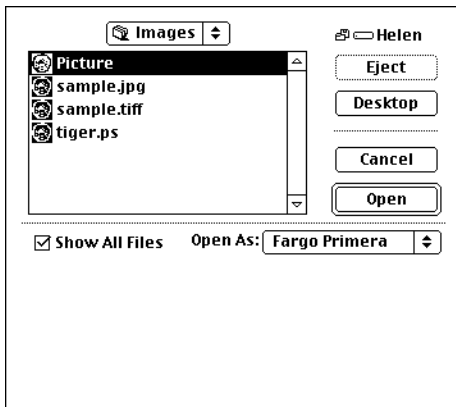 Images
Helen
Picture
sample.jpg
sample.tiff
tiger.ps
Eject
Desktop
Cancel
Open
Show All Files
Open As: Fargo Primera